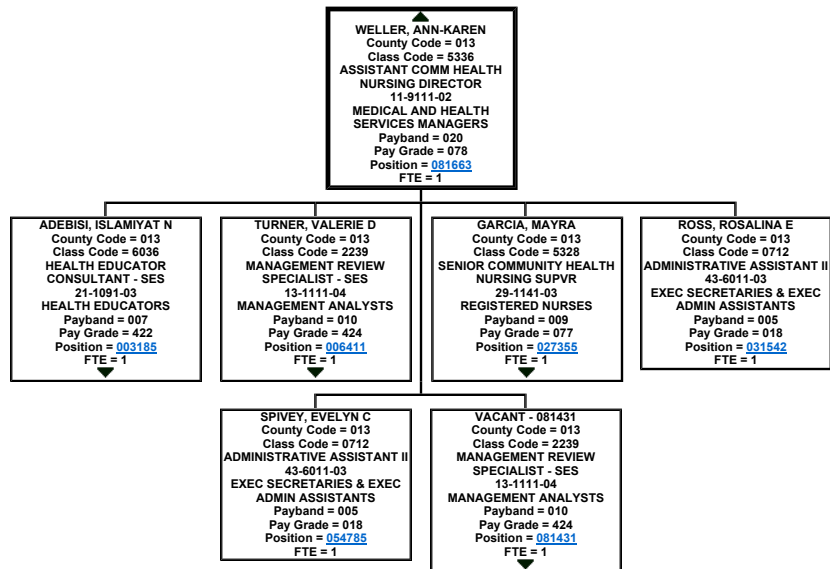 WELLER, ANN-KAREN
County Code = 013
Class Code = 5336
ASSISTANT COMM HEALTH
NURSING DIRECTOR
11-9111-02
MEDICAL AND HEALTH
SERVICES MANAGERS
Payband = 020
Pay Grade = 078
Position = 081663
FTE = 1
ADEBISI, ISLAMIYAT N
County Code = 013
Class Code = 6036
HEALTH EDUCATOR
CONSULTANT - SES
21-1091-03
HEALTH EDUCATORS
Payband = 007
Pay Grade = 422
Position = 003185
FTE = 1
TURNER, VALERIE D
County Code = 013
Class Code = 2239
MANAGEMENT REVIEW
SPECIALIST - SES
13-1111-04
MANAGEMENT ANALYSTS
Payband = 010
Pay Grade = 424
Position = 006411
FTE = 1
GARCIA, MAYRA
County Code = 013
Class Code = 5328
SENIOR COMMUNITY HEALTH
NURSING SUPVR
29-1141-03
REGISTERED NURSES
Payband = 009
Pay Grade = 077
Position = 027355
FTE = 1
ROSS, ROSALINA E
County Code = 013
Class Code = 0712
ADMINISTRATIVE ASSISTANT II
43-6011-03
EXEC SECRETARIES & EXEC
ADMIN ASSISTANTS
Payband = 005
Pay Grade = 018
Position = 031542
FTE = 1
SPIVEY, EVELYN C
County Code = 013
Class Code = 0712
ADMINISTRATIVE ASSISTANT II
43-6011-03
EXEC SECRETARIES & EXEC
ADMIN ASSISTANTS
Payband = 005
Pay Grade = 018
Position = 054785
FTE = 1
VACANT - 081431
County Code = 013
Class Code = 2239
MANAGEMENT REVIEW
SPECIALIST - SES
13-1111-04
MANAGEMENT ANALYSTS
Payband = 010
Pay Grade = 424
Position = 081431
FTE = 1